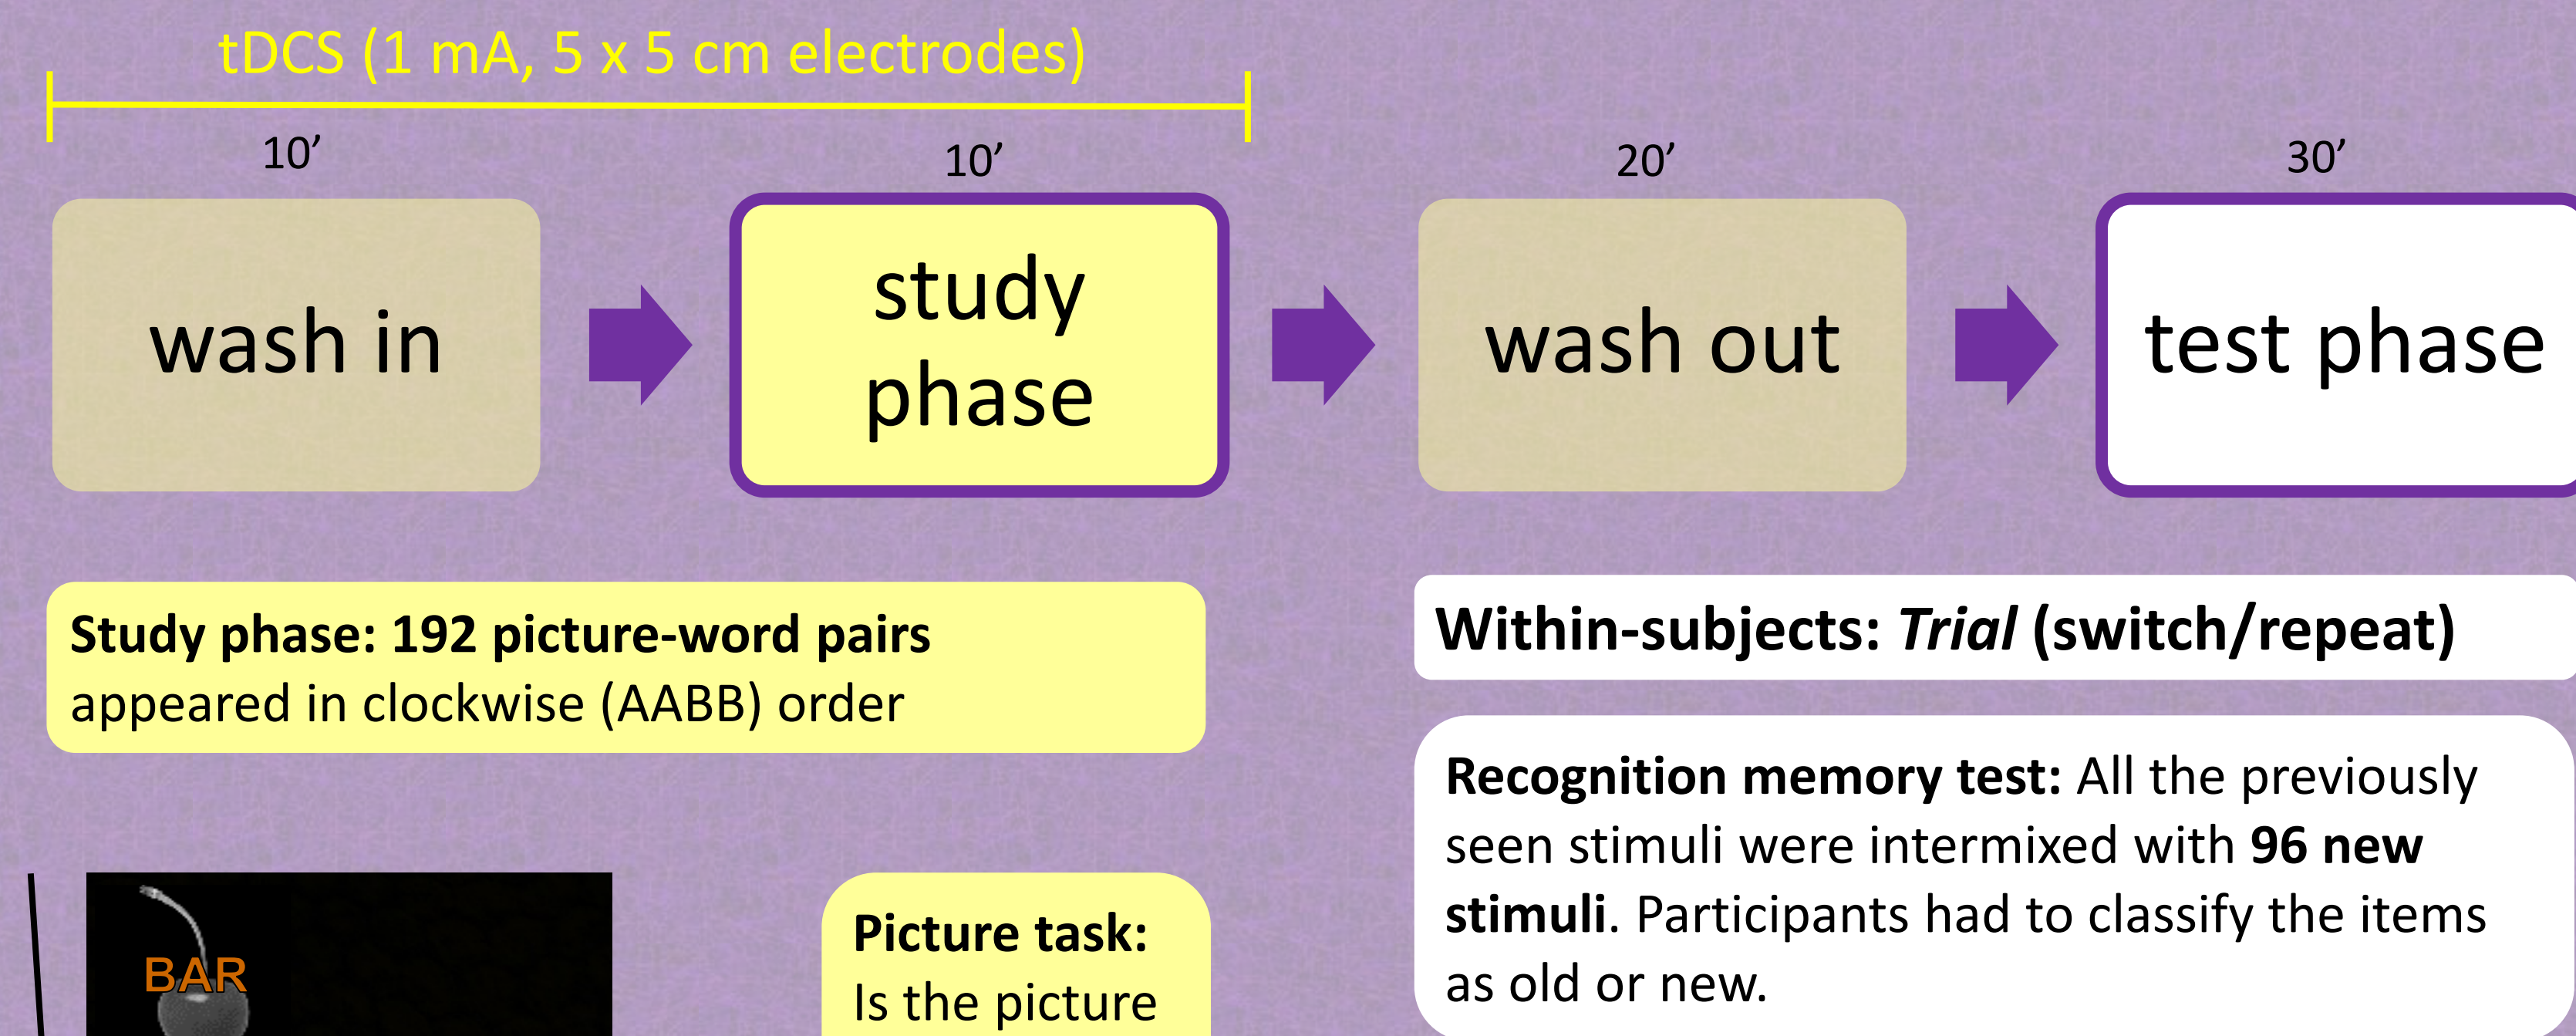 tDCS (1 mA, 5 x 5 cm electrodes)
10’
10’
20’
30’
wash in
study
phase
wash out
test phase
Study phase: 192 picture-word pairs
appeared in clockwise (AABB) order
Within-subjects: Trial (switch/repeat)
Recognition memory test: All the previously
seen stimuli were intermixed with 96 new
stimuli. Participants had to classify the items
as old or new.
BAR
Picture task:
Is the picture